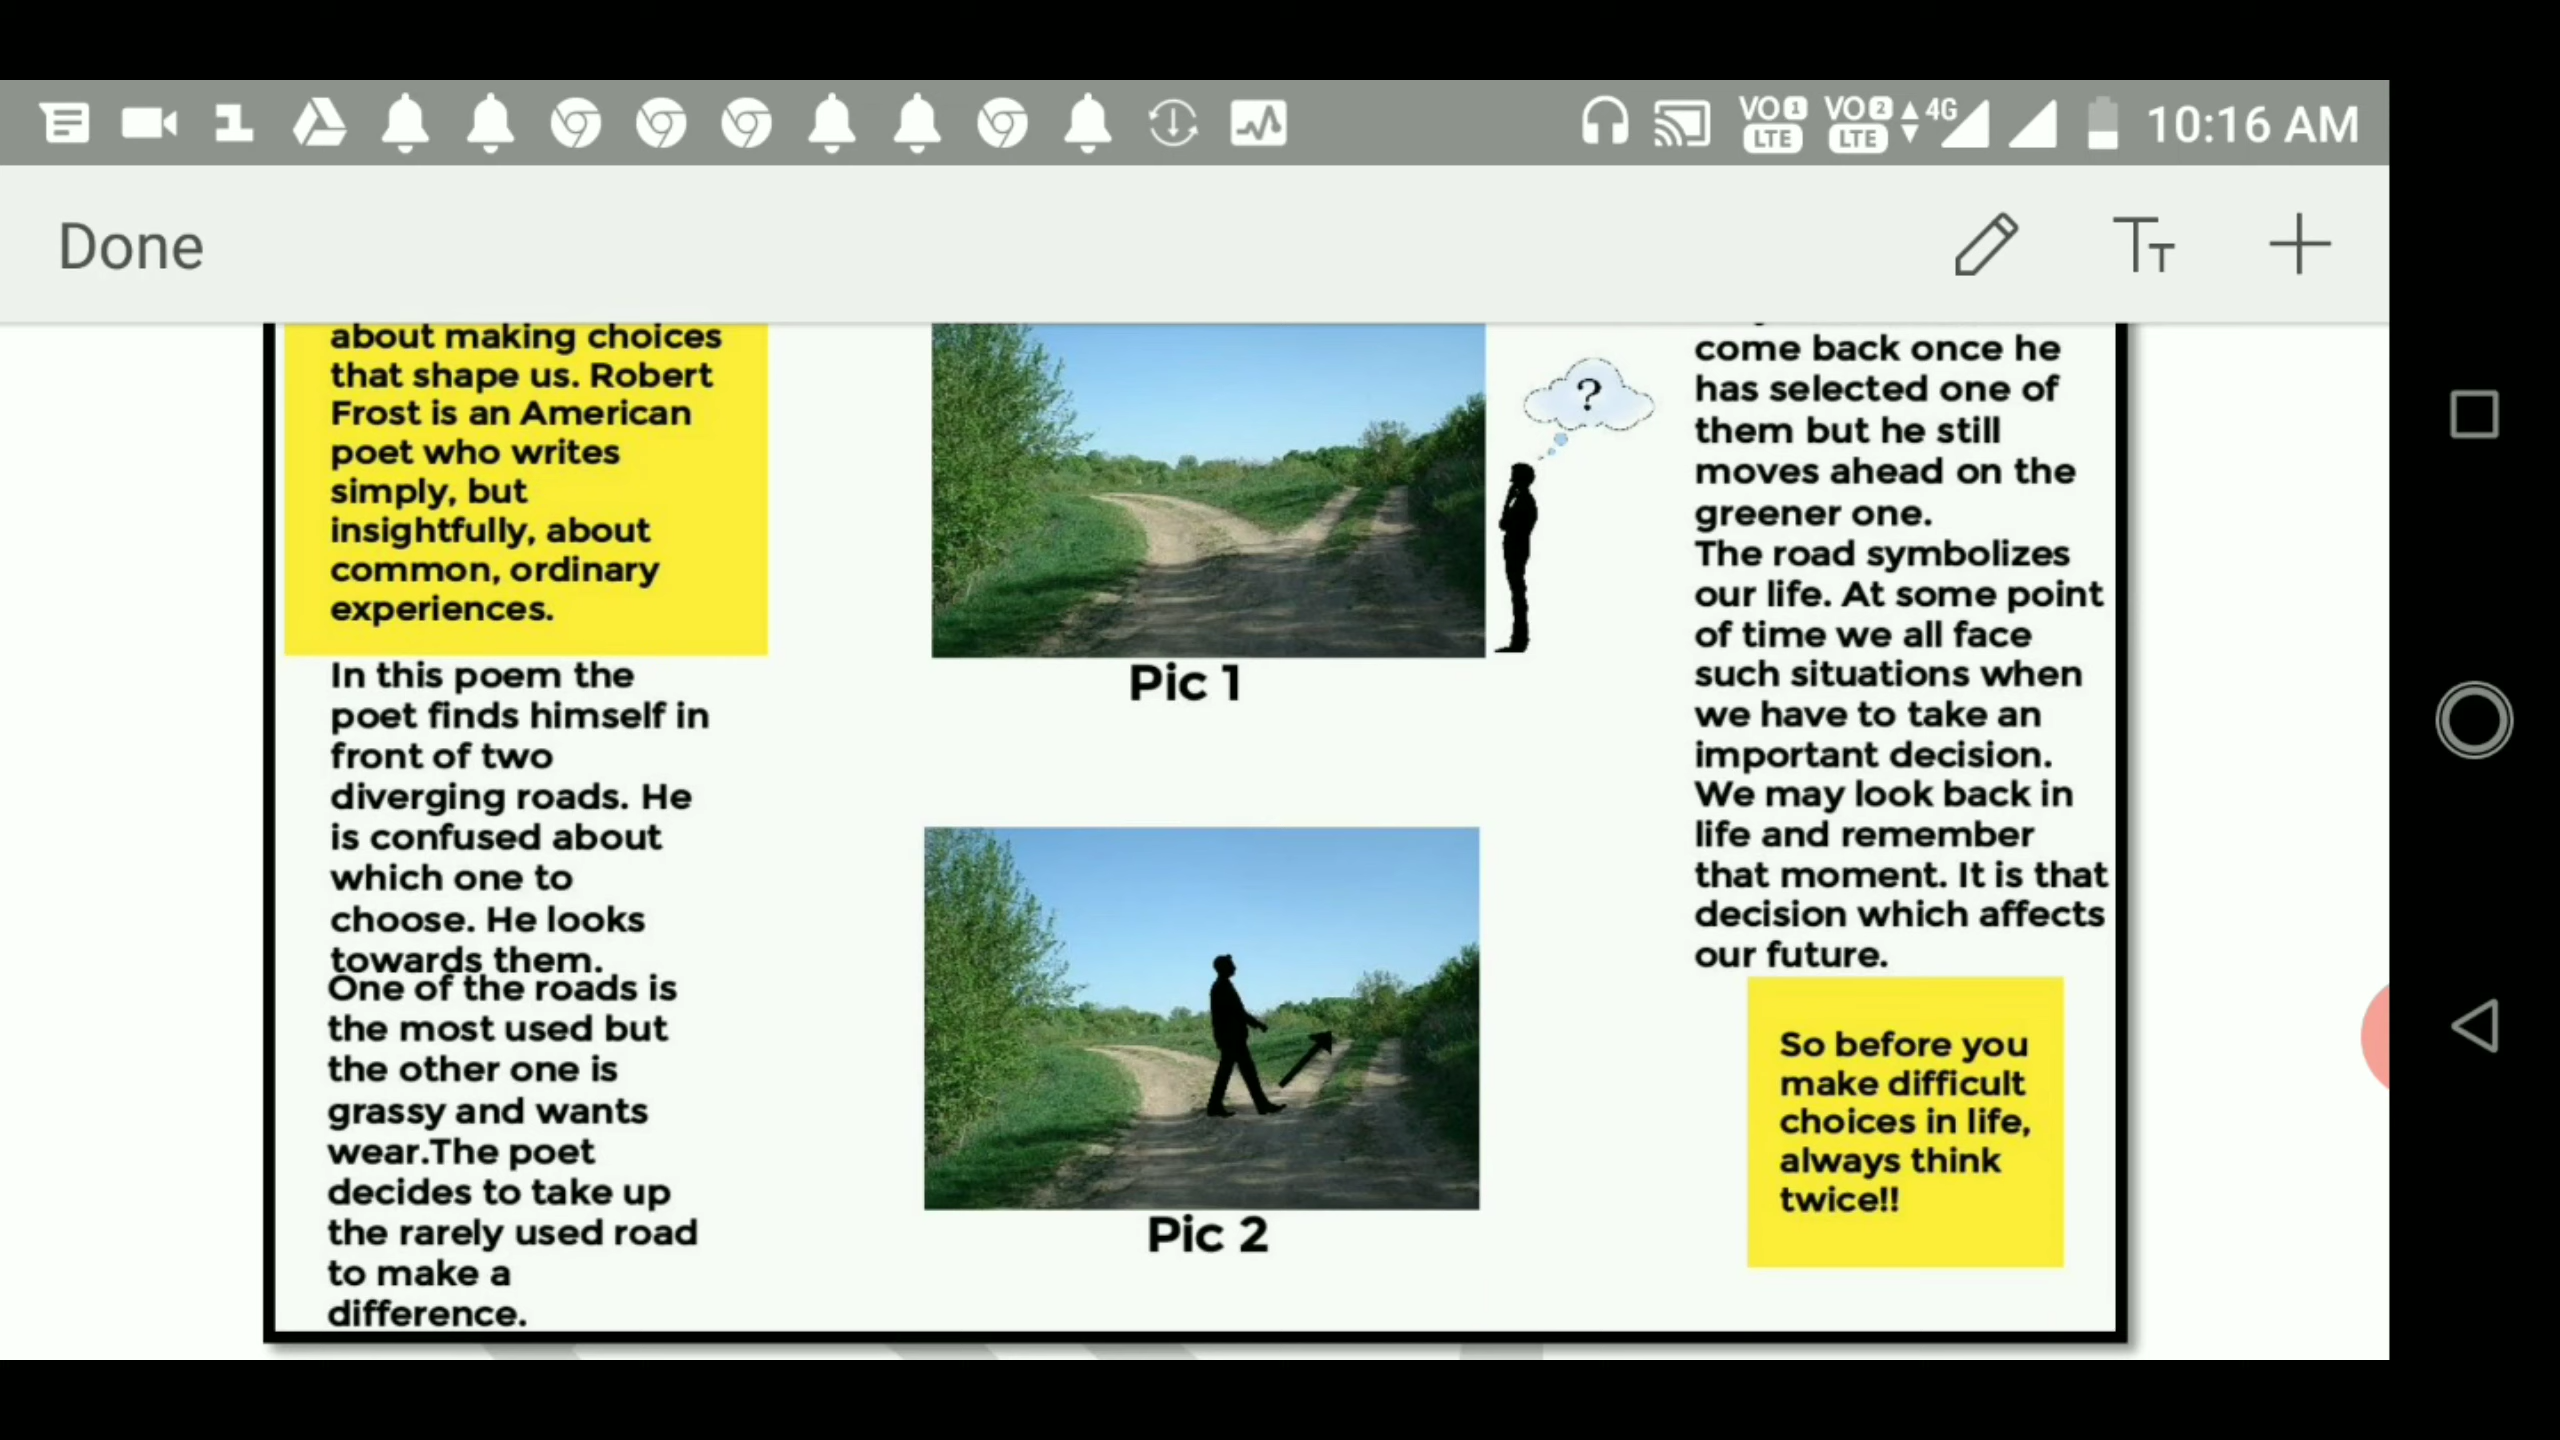 VO 1 LTE
VO 2 LTE
4G
10:16 AM
Done
TT
about making choices
that shape us. Robert
Frost is an American
poet who writes
simply, but
insightfully, about
common, ordinary
experiences.
In this poem the
poet finds himself in
front of two
diverging roads. He
is confused about
which one to
choose. He looks
towards them.
One of the roads is
the most used but
the other one is
grassy and wants
wear.The poet
decides to take up
the rarely used road
to make a
difference.
?
Pic 1
Pic 2
come back once he
has selected one of
them but he still
moves ahead on the
greener one.
The road symbolizes
our life. At some point
of time we all face
such situations when
we have to take an
important decision.
We may look back in
life and remember
that moment. It is that
decision which affects
our future.
So before you
make difficult
choices in life,
always think
twice!!